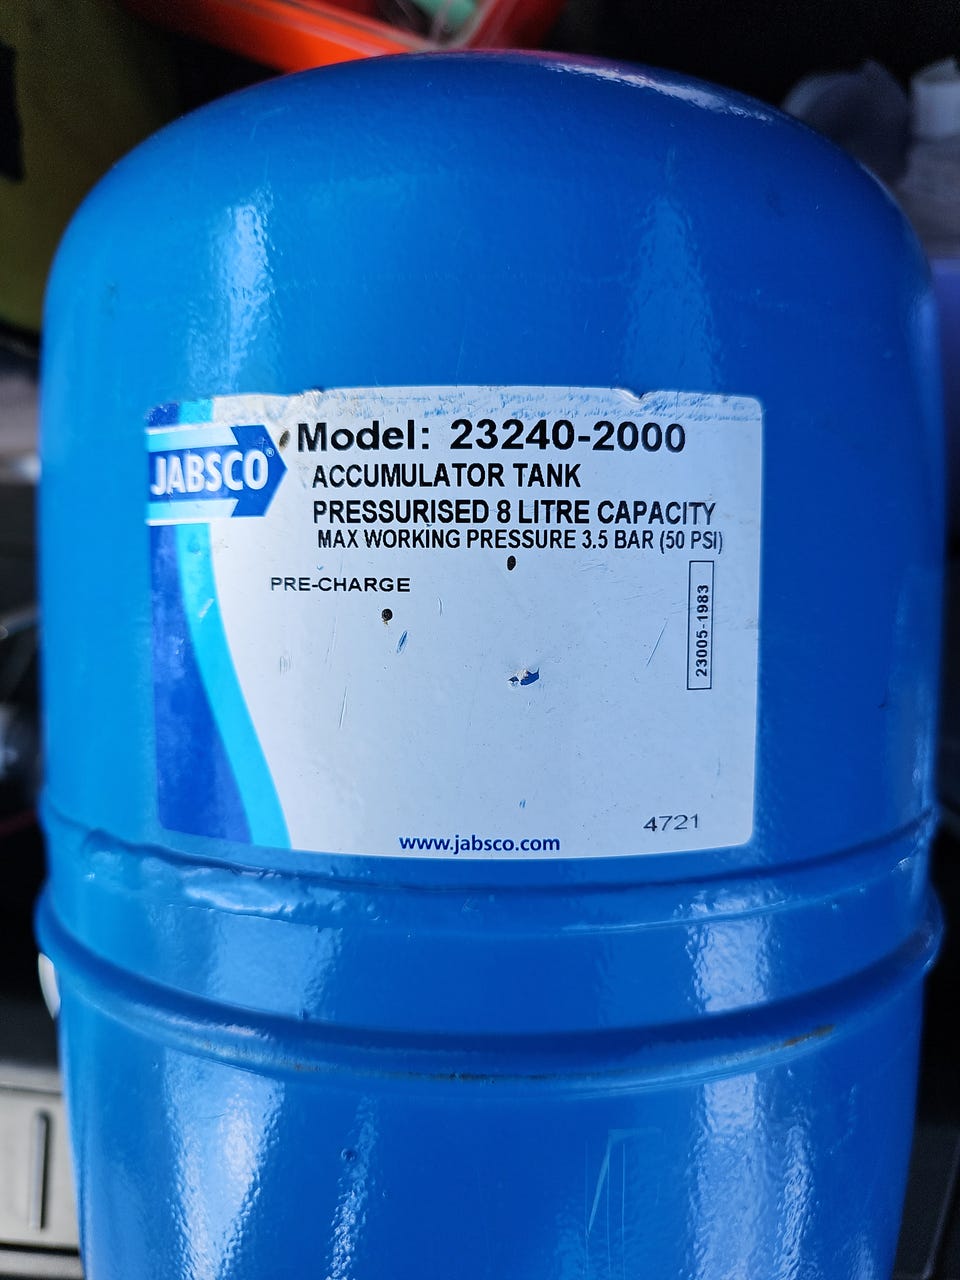 JABSCO®
Model: 23240-2000
ACCUMULATOR TANK
PRESSURISED 8 LITRE CAPACITY
MAX WORKING PRESSURE 3.5 BAR (50 PSI)
PRE-CHARGE
23005-1983
4721
www.jabsco.com